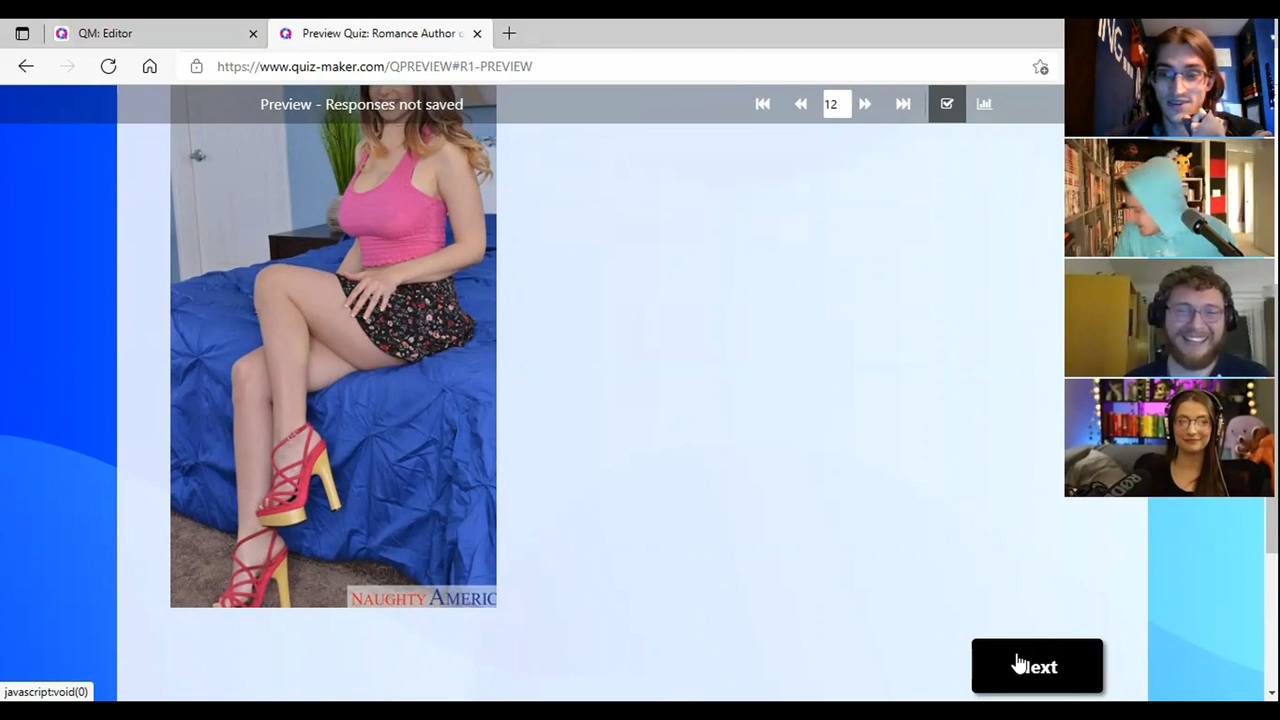 QM: Editor
Preview Quiz: Romance Author o
https://www.quiz-maker.com/QPREVIEW#R1-PREVIEW
Preview - Responses not saved
12
NAUGHTY AMERIC
Next
javascript:void(0)